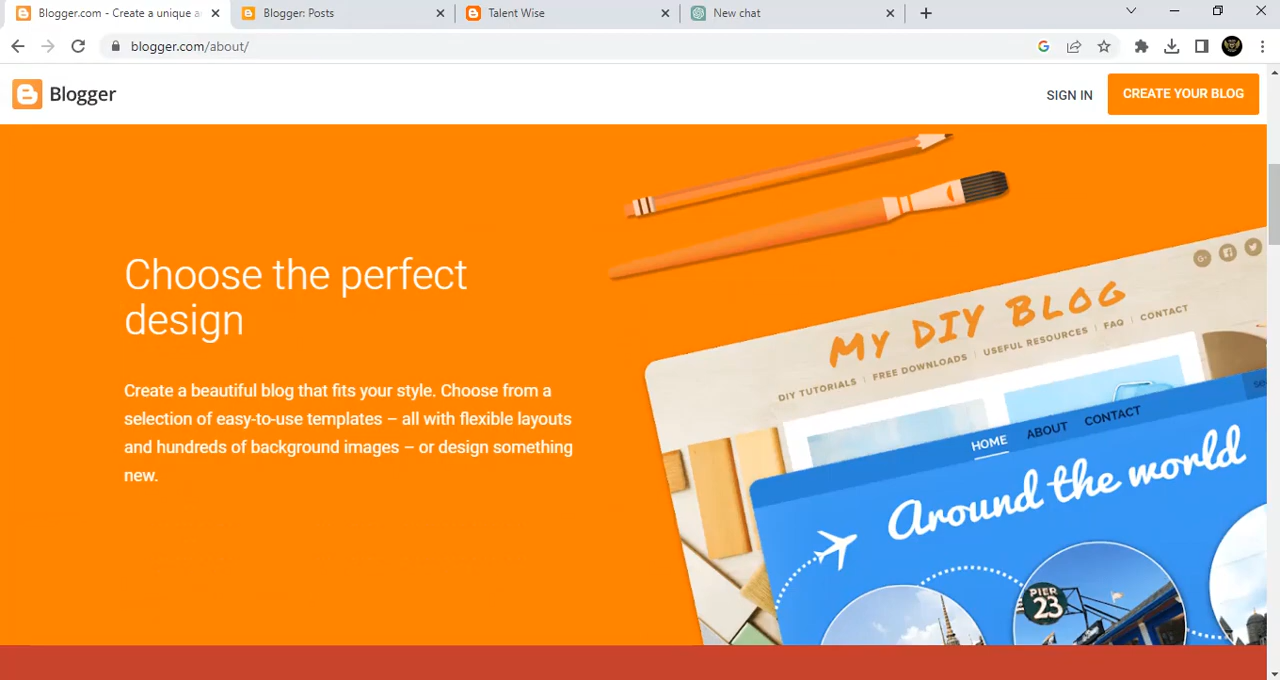 Blogger.com - Create a unique a
Blogger: Posts
Talent Wise
New chat
blogger.com/about/
Blogger
SIGN IN
CREATE YOUR BLOG
Choose the perfect
design
Create a beautiful blog that fits your style. Choose from a
selection of easy-to-use templates – all with flexible layouts
and hundreds of background images – or design something
new.
MY DIY BLOG
DIY TUTORIALS | FREE DOWNLOADS | USEFUL RESOURCES | FAQ | CONTACT
HOME ABOUT CONTACT
Around the world
PIER
23